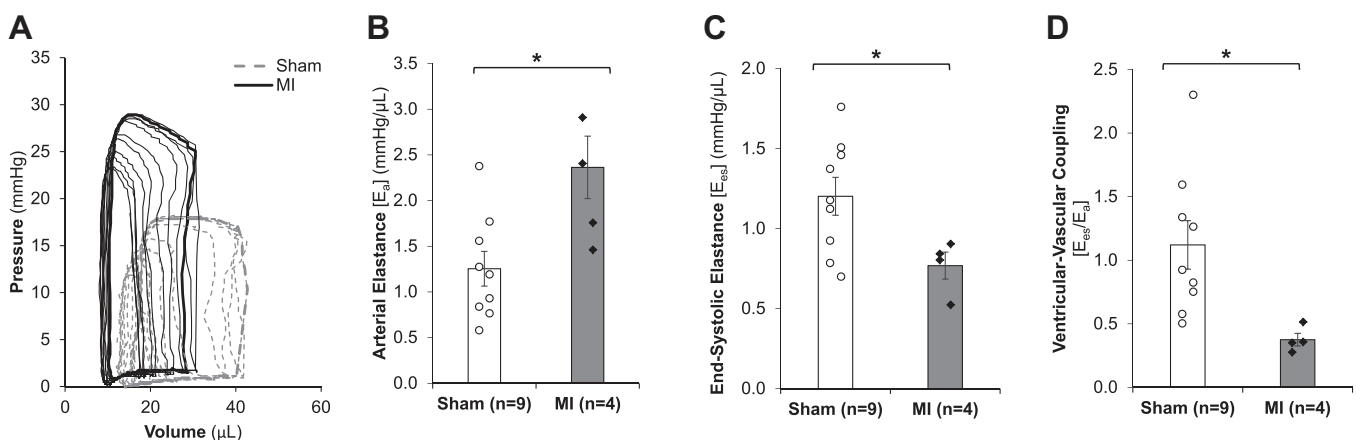 A
Pressure (mmHg)
35
30
25
20
15
10
5
0
0 20 40 60
Volume (µL)
Sham
MI
B
Arterial Elastance [Ea] (mmHg/µL)
3.5
3.0
2.5
2.0
1.5
1.0
0.5
0.0
*
Sham (n=9) MI (n=4)
C
End-Systolic Elastance [Ees] (mmHg/µL)
2.0
1.5
1.0
0.5
0.0
*
Sham (n=9) MI (n=4)
D
Ventricular-Vascular Coupling
[Ees/Ea]
2.5
2.0
1.5
1.0
0.5
0.0
*
Sham (n=9) MI (n=4)